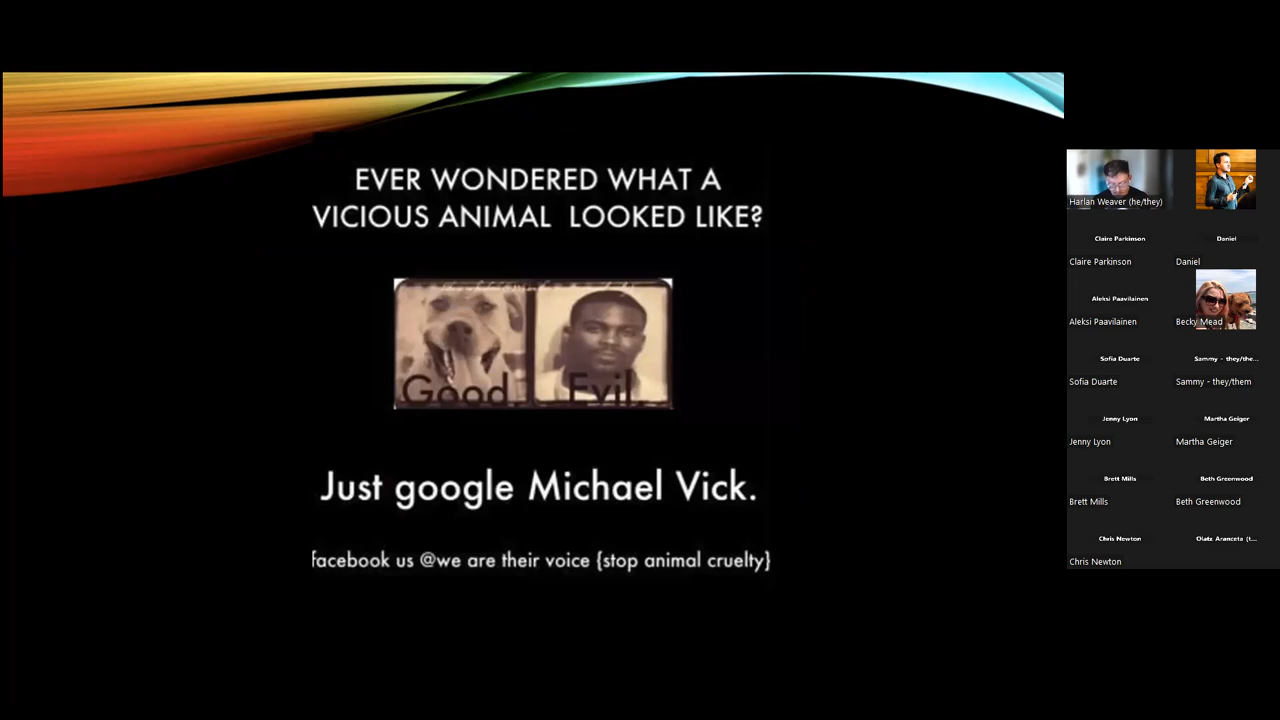 EVER WONDERED WHAT A
VICIOUS ANIMAL LOOKED LIKE?
Good
Evil
Just google Michael Vick.
facebook us @we are their voice {stop animal cruelty}
Harlan Weaver (he/they)
Claire Parkinson
Daniel
Claire Parkinson
Daniel
Aleksi Paavilainen
Aleksi Paavilainen
Becky Mead
Sofia Duarte
Sammy - they/the...
Sofia Duarte
Sammy - they/them
Jenny Lyon
Martha Geiger
Jenny Lyon
Martha Geiger
Brett Mills
Beth Greenwood
Brett Mills
Beth Greenwood
Chris Newton
Olatz Aranceta (t...
Chris Newton